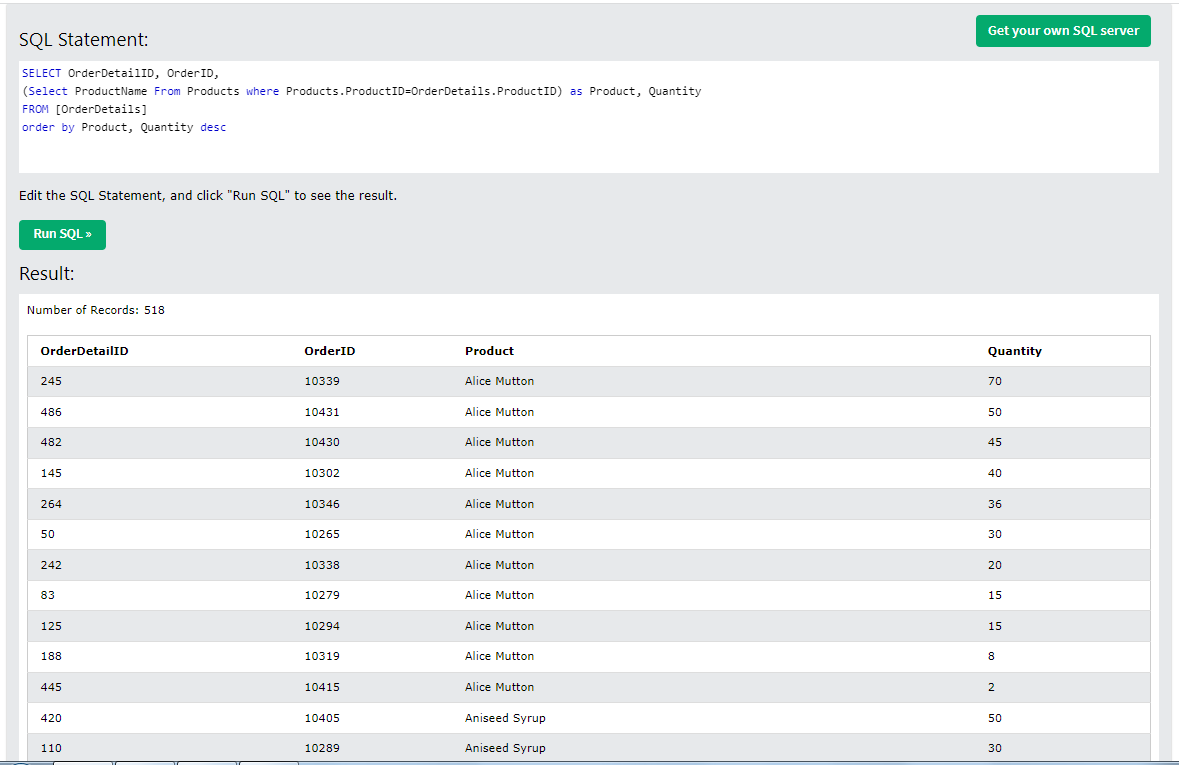 Get your own SQL server
SQL Statement:
SELECT OrderDetailID, OrderID,
(Select ProductName From Products where Products.ProductID=OrderDetails.ProductID) as Product, Quantity
FROM [OrderDetails]
order by Product, Quantity desc
Edit the SQL Statement, and click "Run SQL" to see the result.
Run SQL »
Result:
Number of Records: 518
OrderDetailID OrderID Product Quantity
245 10339 Alice Mutton 70
486 10431 Alice Mutton 50
482 10430 Alice Mutton 45
145 10302 Alice Mutton 40
264 10346 Alice Mutton 36
50 10265 Alice Mutton 30
242 10338 Alice Mutton 20
83 10279 Alice Mutton 15
125 10294 Alice Mutton 15
188 10319 Alice Mutton 8
445 10415 Alice Mutton 2
420 10405 Aniseed Syrup 50
110 10289 Aniseed Syrup 30